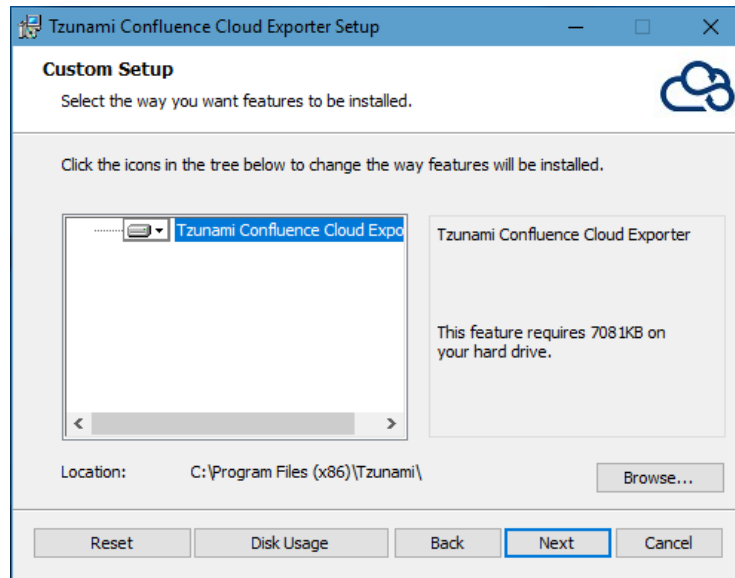 Tzunami Confluence Cloud Exporter Setup
Custom Setup
Select the way you want features to be installed.
Click the icons in the tree below to change the way features will be installed.
Tzunami Confluence Cloud Expo
Tzunami Confluence Cloud Exporter
This feature requires 7081KB on
your hard drive.
Location: C:\Program Files (x86)\Tzunami\
Browse...
Reset Disk Usage Back Next Cancel